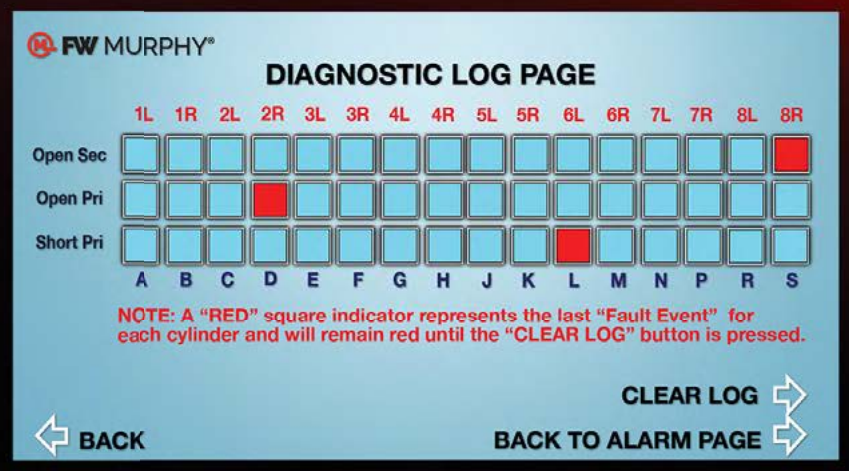 FW MURPHY®
DIAGNOSTIC LOG PAGE
1L 1R 2L 2R 3L 3R 4L 4R 5L 5R 6L 6R 7L 7R 8L 8R
Open Sec
Open Pri
Short Pri
A B C D E F G H J K L M N P R S
NOTE: A “RED” square indicator represents the last “Fault Event” for
each cylinder and will remain red until the “CLEAR LOG” button is pressed.
CLEAR LOG
BACK
BACK TO ALARM PAGE